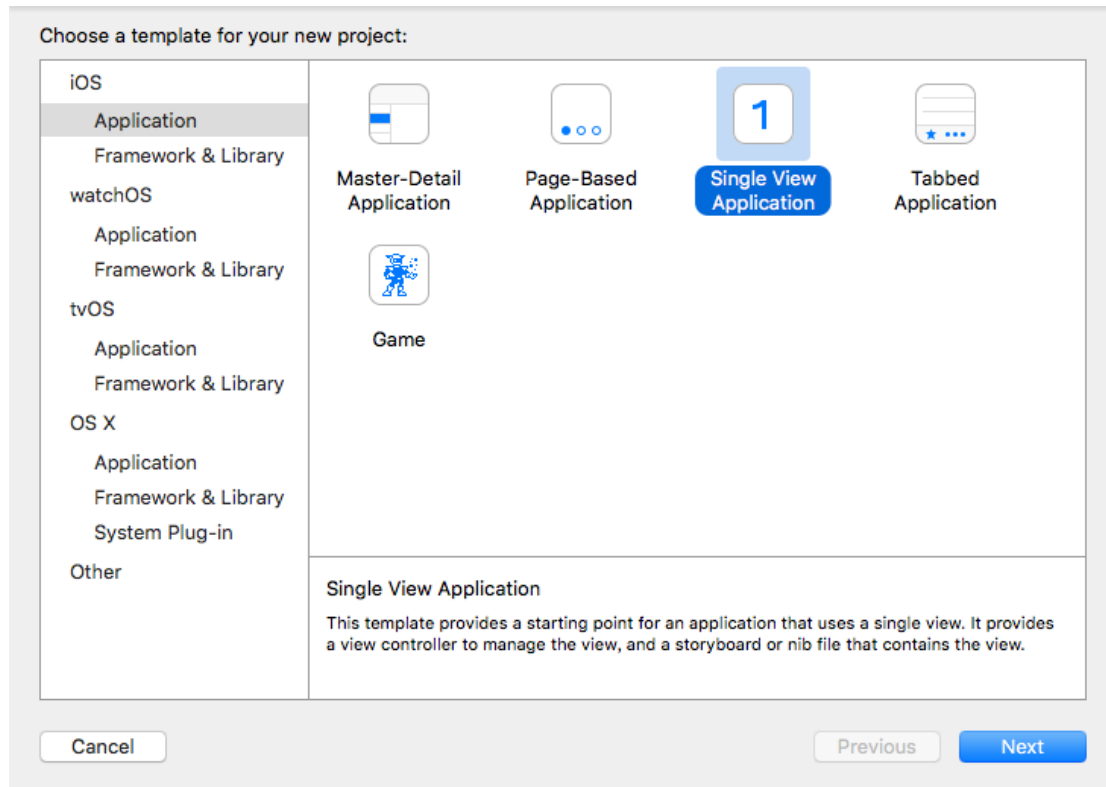 Choose a template for your new project:
iOS
Application
Framework & Library
watchOS
Application
Framework & Library
tvOS
Application
Framework & Library
OS X
Application
Framework & Library
System Plug-in
Other
Master-Detail
Application
Page-Based
Application
1
Single View
Application
Tabbed
Application
Game
Single View Application
This template provides a starting point for an application that uses a single view. It provides
a view controller to manage the view, and a storyboard or nib file that contains the view.
Cancel
Previous
Next